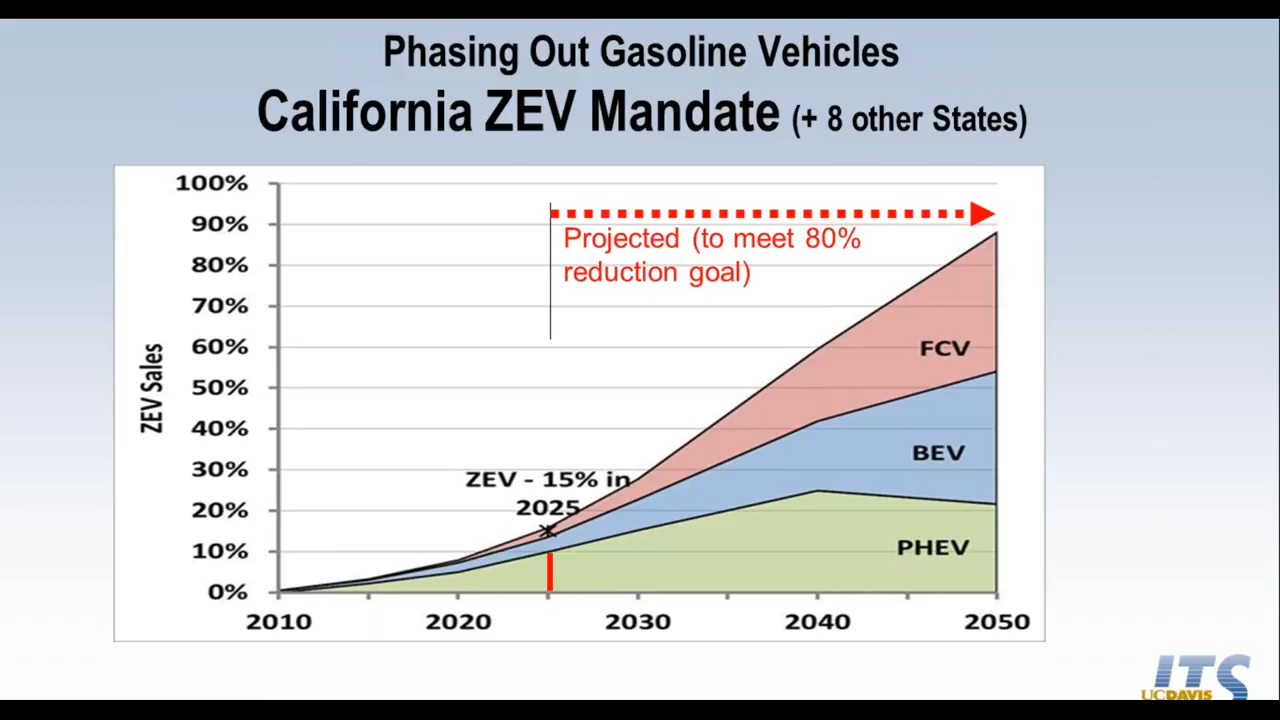 Phasing Out Gasoline Vehicles
California ZEV Mandate (+ 8 other States)
100%
90%
80%
70%
60%
50%
40%
30%
20%
10%
0%
ZEV Sales
Projected (to meet 80%
reduction goal)
FCV
BEV
PHEV
ZEV - 15% in
2025
2010 2020 2030 2040 2050
ITS
UCDAVIS